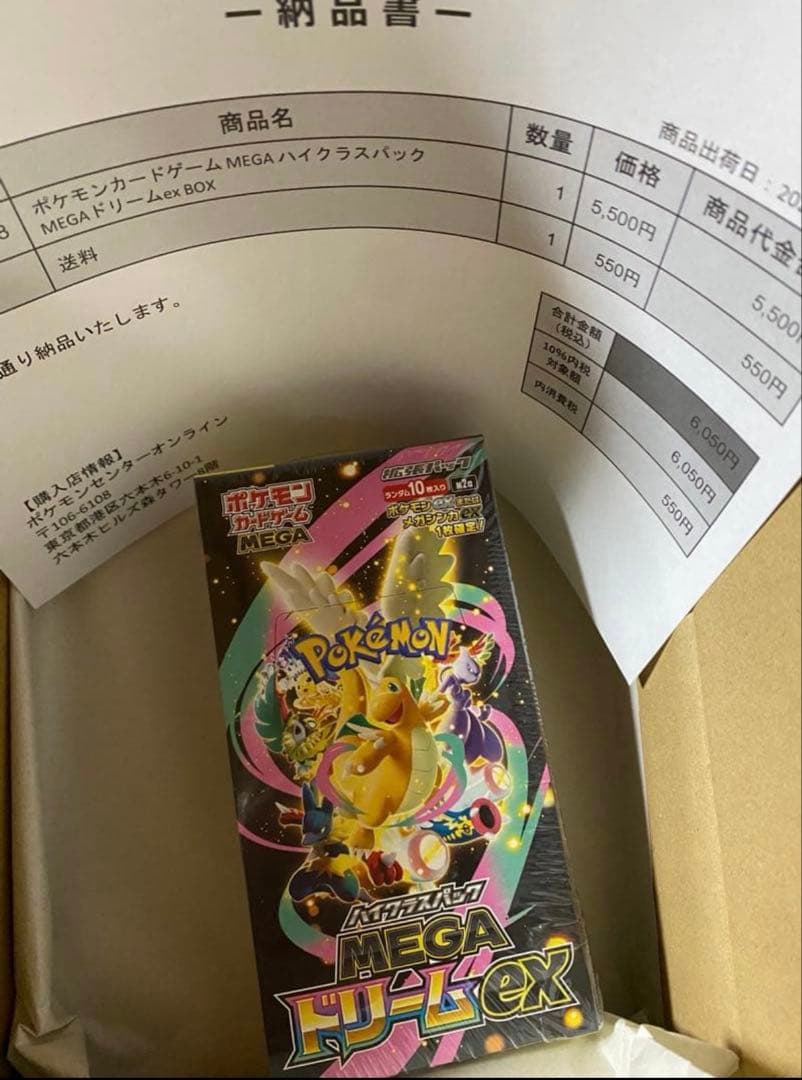 ー納品書ー
商品出荷日：20
商品名
数量
価格
商品代金
8
ポケモンカードゲーム MEGA ハイクラスパック
MEGAドリームex BOX
1
5,500円
5,500
送料
1
550円
550円
通り納品いたします。
合計金額
(税込)
6,050円
10%内税
対象額
6,050円
内消費税
550円
【購入店情報】
ポケモンセンターオンライン
〒106-6108
東京都港区六本木6-10-1
六本木ヒルズ森タワー8階
ポケモン
カードゲーム
MEGA
拡張パック
ランダム10枚入り
ポケモンexまたは
メガシンカex
1枚確定!
POKéMON
ハイクラスパック
MEGA
ドリームex